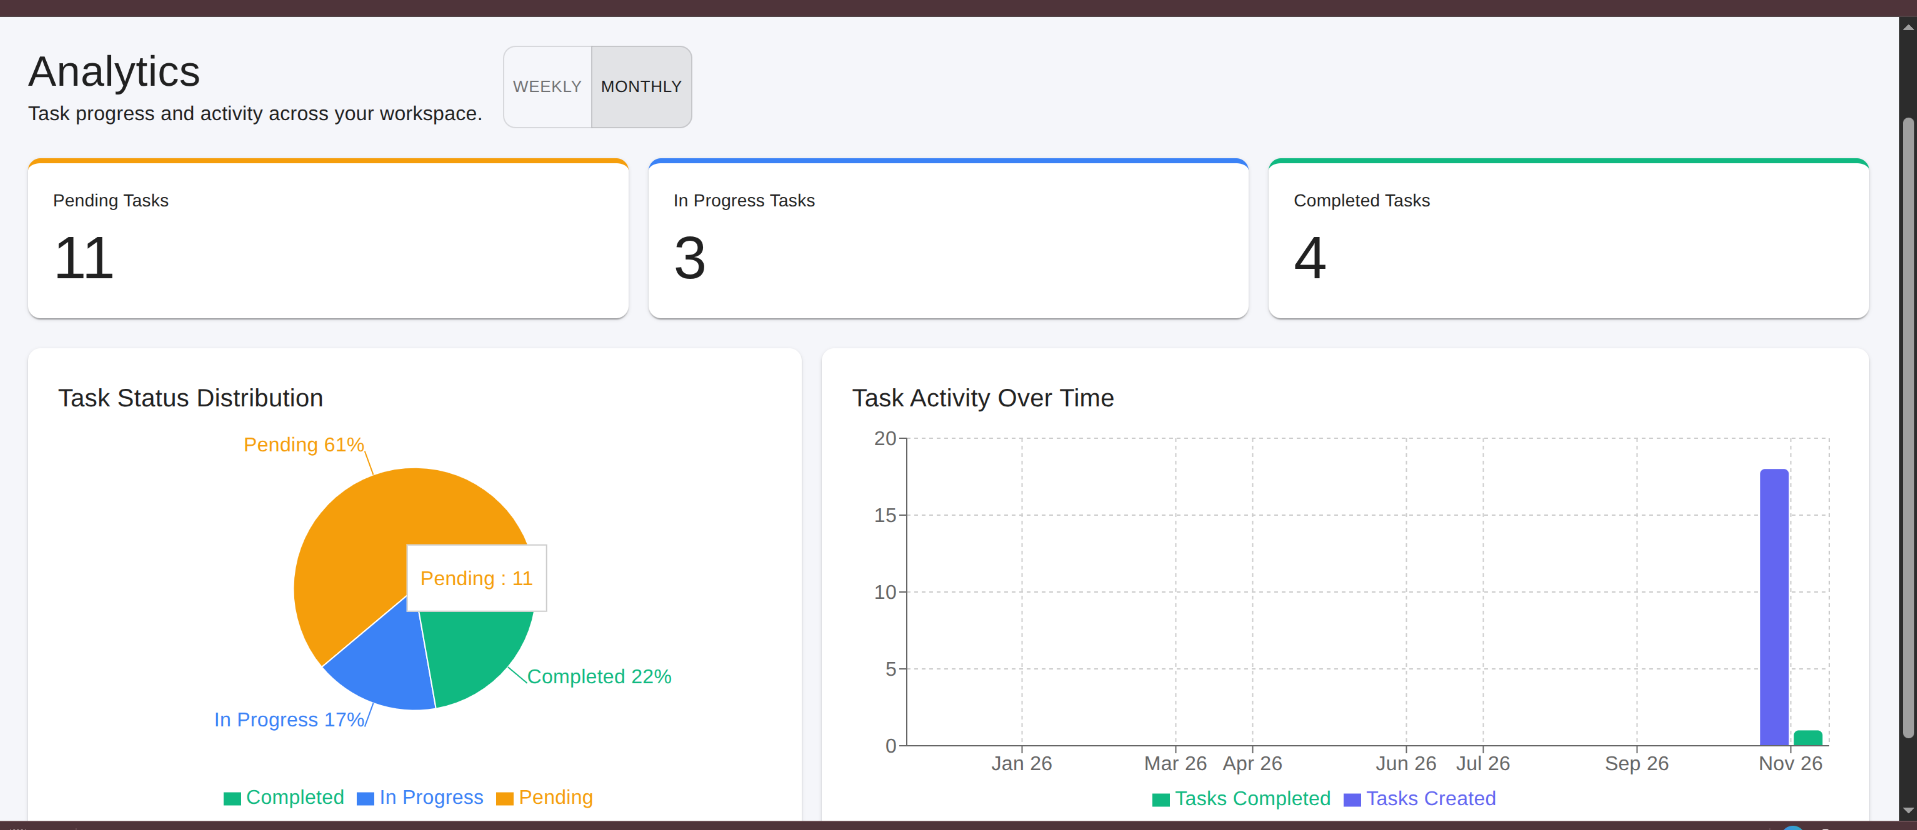 Analytics
Task progress and activity across your workspace.
WEEKLY
MONTHLY
Pending Tasks
11
In Progress Tasks
3
Completed Tasks
4
Task Status Distribution
Pending 61%
Pending : 11
Completed 22%
In Progress 17%
Completed
In Progress
Pending
Task Activity Over Time
20
15
10
5
0
Jan 26
Mar 26
Apr 26
Jun 26
Jul 26
Sep 26
Nov 26
Tasks Completed
Tasks Created